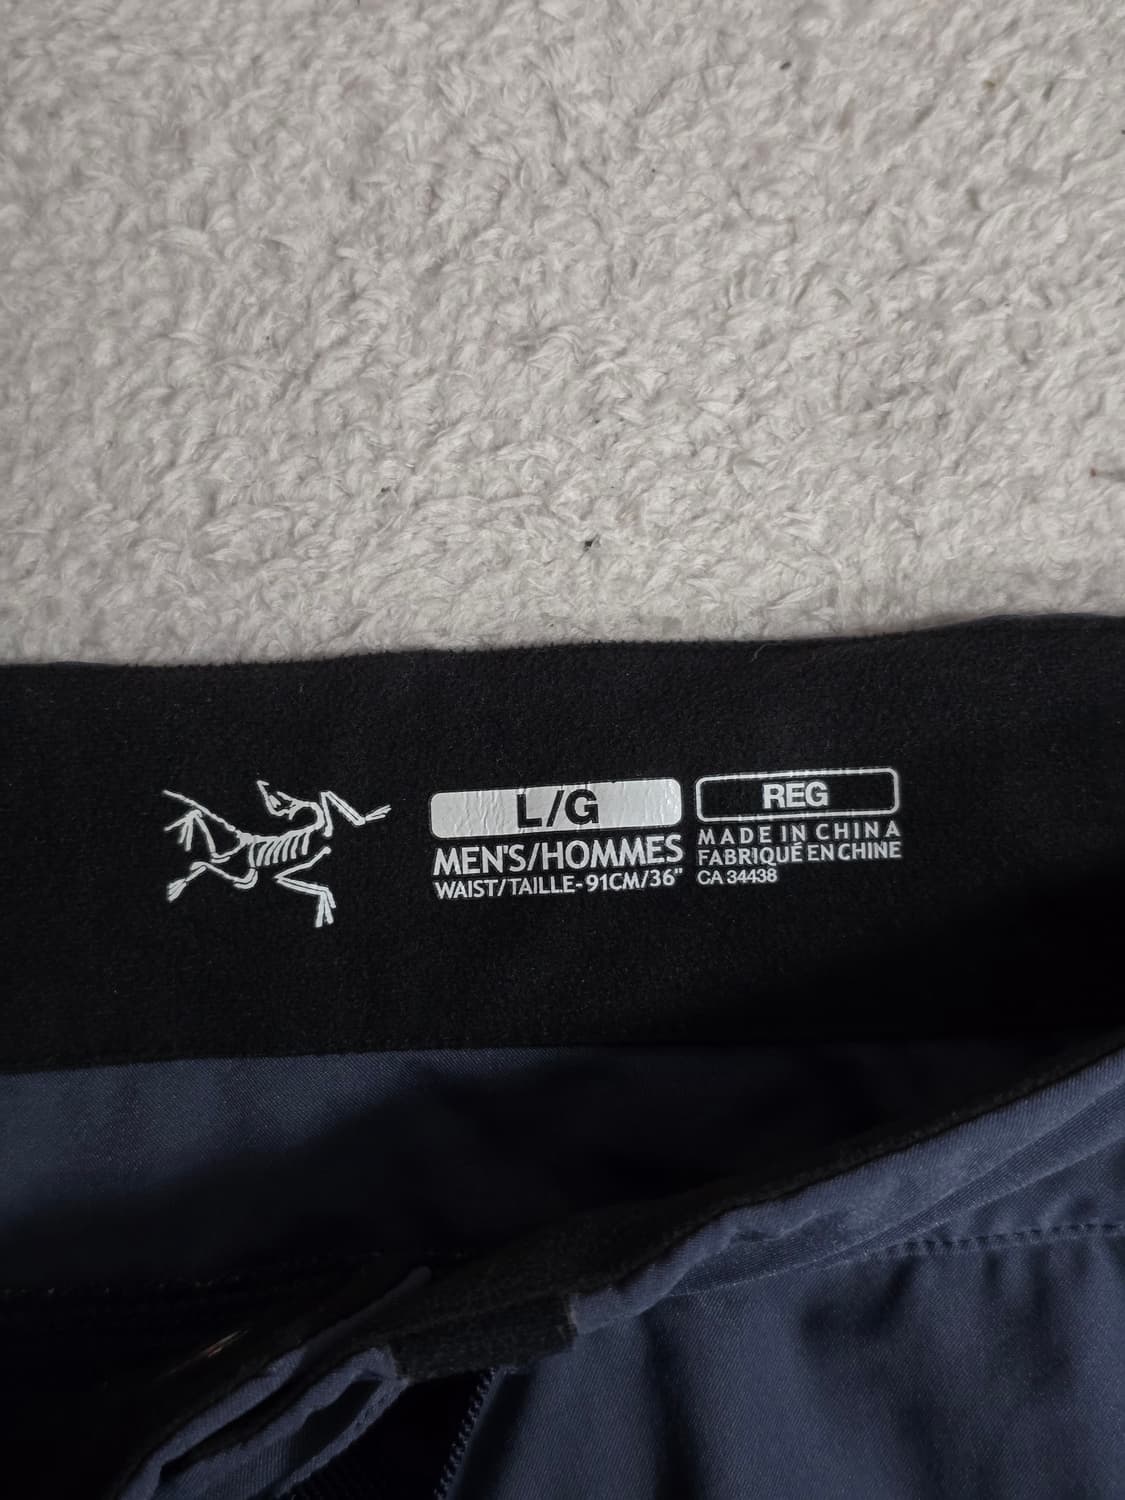 L/G
MEN'S/HOMMES
WAIST/TAILLE-91CM/36"
REG
MADE IN CHINA
FABRIQUÉ EN CHINE
CA 34438